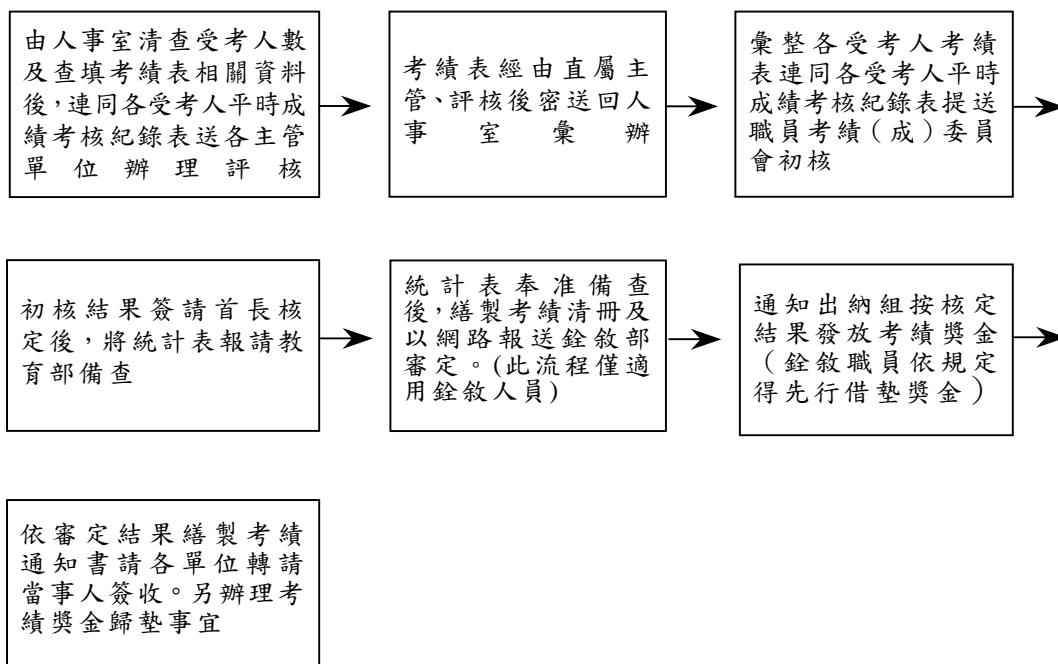 由人事室清查受考人數
及查填考績表相關資料
後，連同各受考人平時成
績考核紀錄表送各主管
單位辦理評核
考績表經由直屬主
管、評核後密送回人
事室彙辦
彙整各受考人考績
表連同各受考人平時
成績考核紀錄表提送
職員考績（成）委員
會初核
初核結果簽請首長核
定後，將統計表報請教
育部備查
統計表奉准備查
後，繕製考績清冊及
以網路報送銓敘部
審定。(此流程僅適
用銓敘人員)
通知出納組按核定
結果發放考績獎金
（銓敘職員依規定
得先行借墊獎金）
依審定結果繕製考績
通知書請各單位轉請
當事人簽收。另辦理考
績獎金歸墊事宜